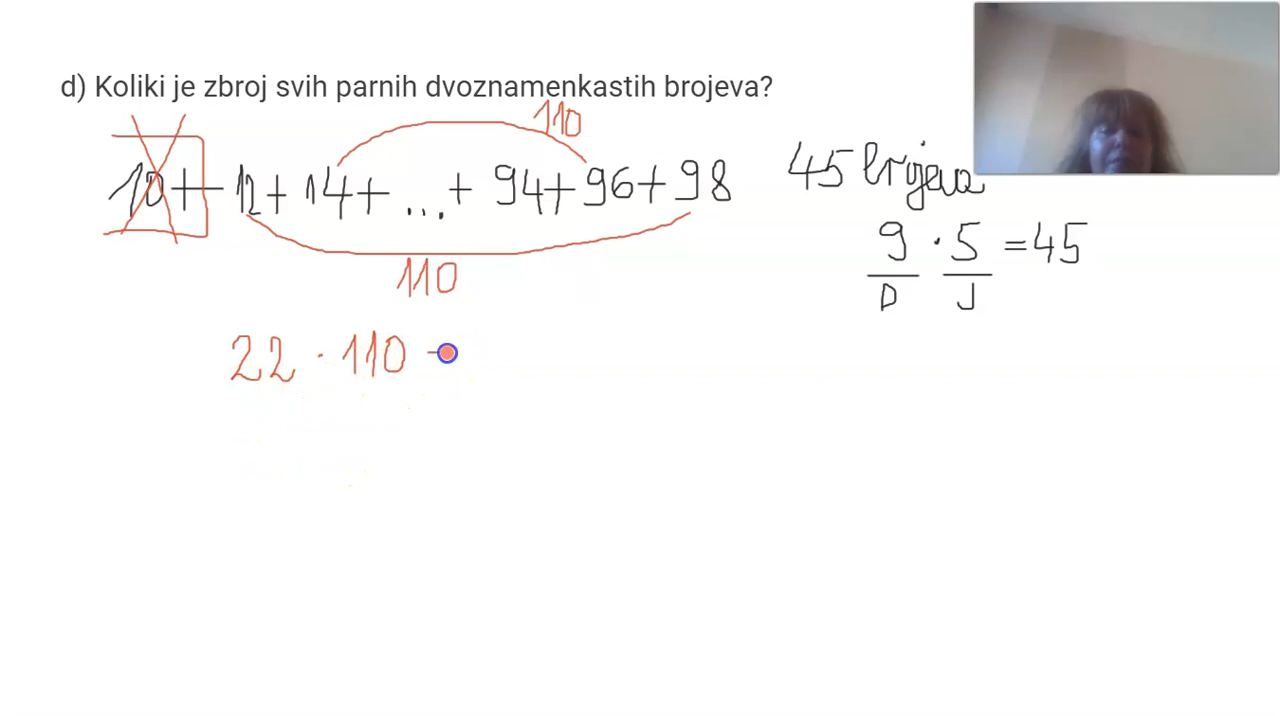 d) Koliki je zbroj svih parnih dvoznamenkastih brojeva?
110
10+ 12+ 14+ ... + 94+96+98
110
22 · 110 -
45 brojeva
9 · 5 =45
D J